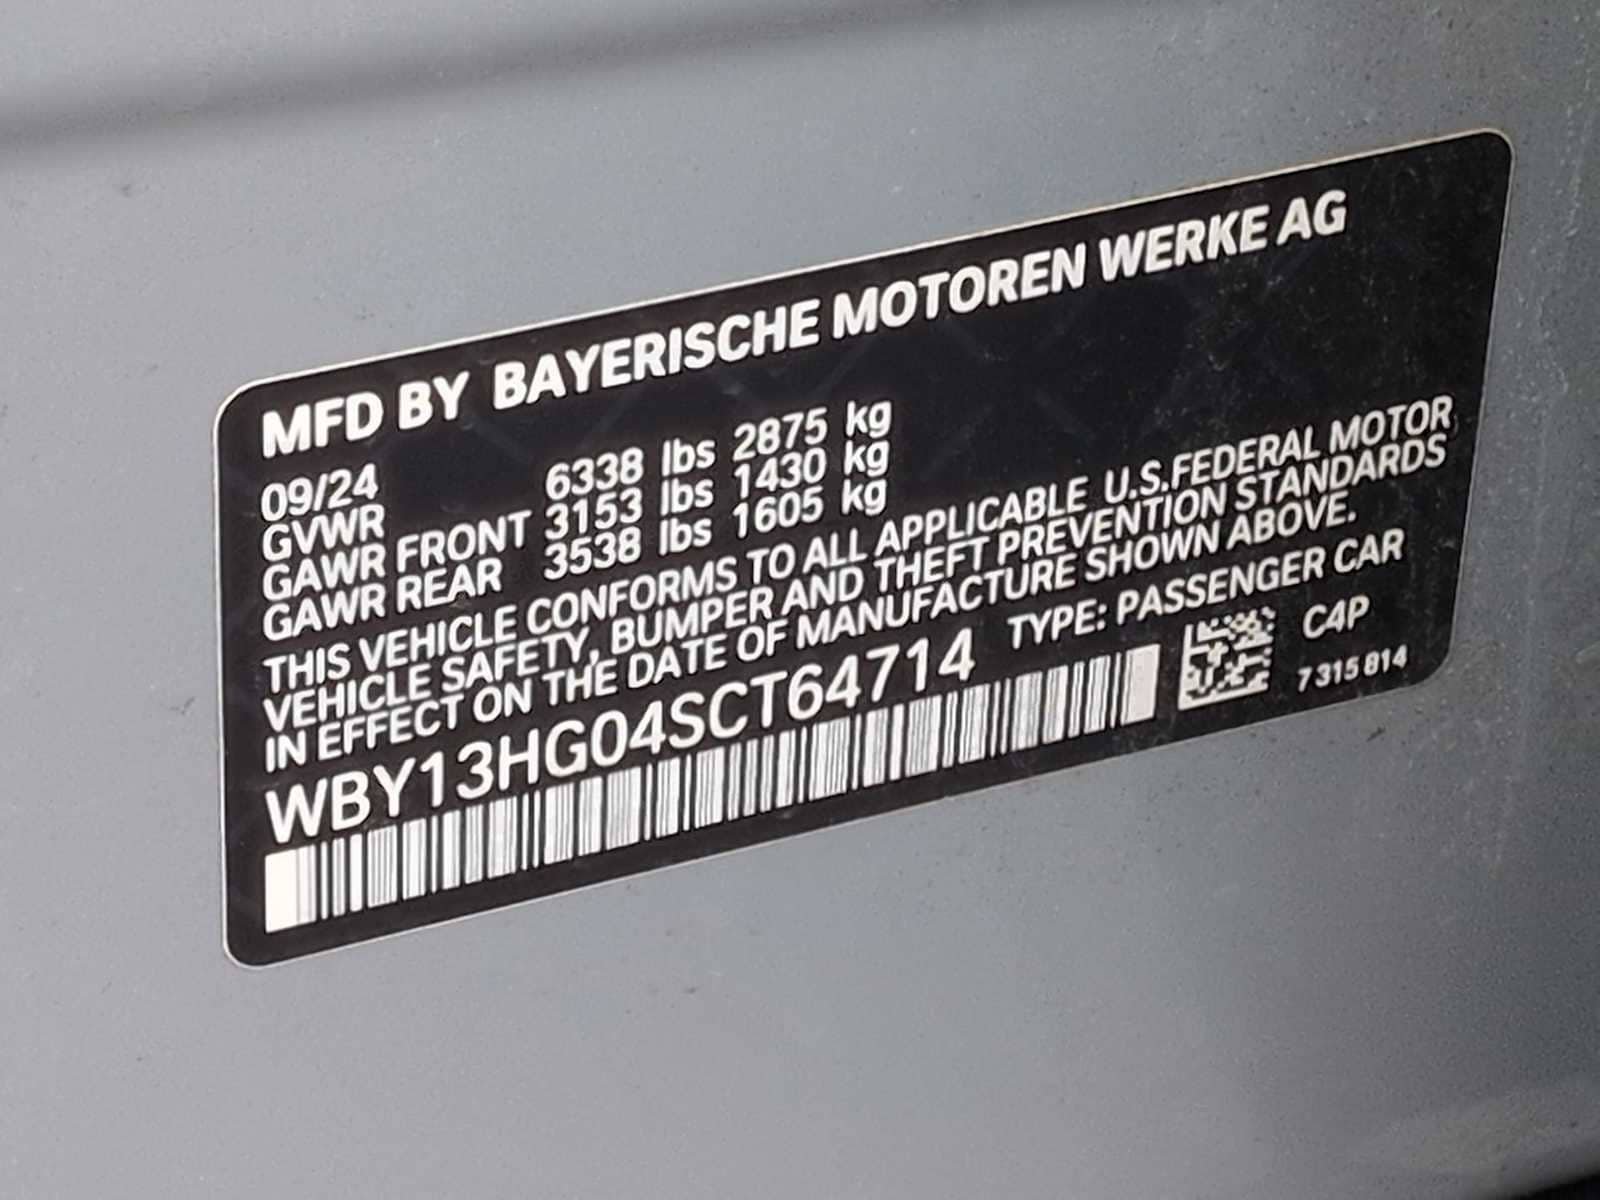 MFD BY BAYERISCHE MOTOREN WERKE AG
09/24
GVWR 6338 lbs 2875 kg
GAWR FRONT 3153 lbs 1430 kg
GAWR REAR 3538 lbs 1605 kg
THIS VEHICLE CONFORMS TO ALL APPLICABLE U.S.FEDERAL MOTOR
VEHICLE SAFETY, BUMPER AND THEFT PREVENTION STANDARDS
IN EFFECT ON THE DATE OF MANUFACTURE SHOWN ABOVE.
WBY13HG04SCT64714 TYPE: PASSENGER CAR
C4P
7 315 814